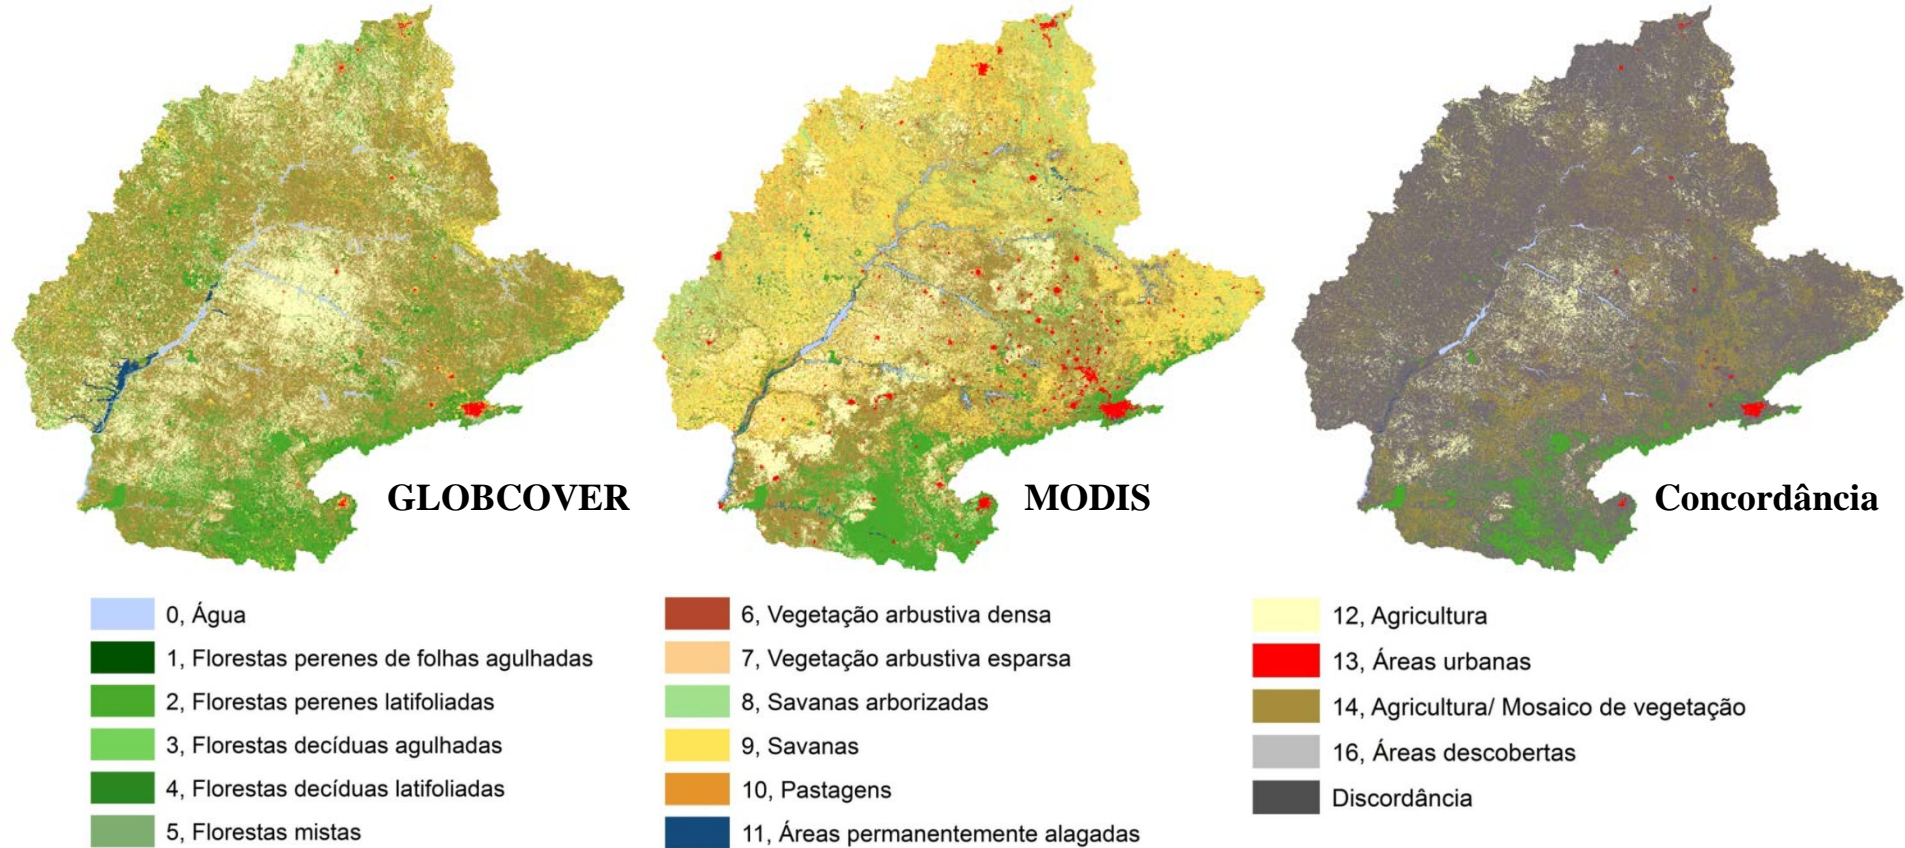 GLOBCOVER
MODIS
Concordância
0, Água
1, Florestas perenes de folhas agulhadas
2, Florestas perenes latifoliadas
3, Florestas decíduas agulhadas
4, Florestas decíduas latifoliadas
5, Florestas mistas
6, Vegetação arbustiva densa
7, Vegetação arbustiva esparsa
8, Savanas arborizadas
9, Savanas
10, Pastagens
11, Áreas permanentemente alagadas
12, Agricultura
13, Áreas urbanas
14, Agricultura/ Mosaico de vegetação
16, Áreas descobertas
Discordância